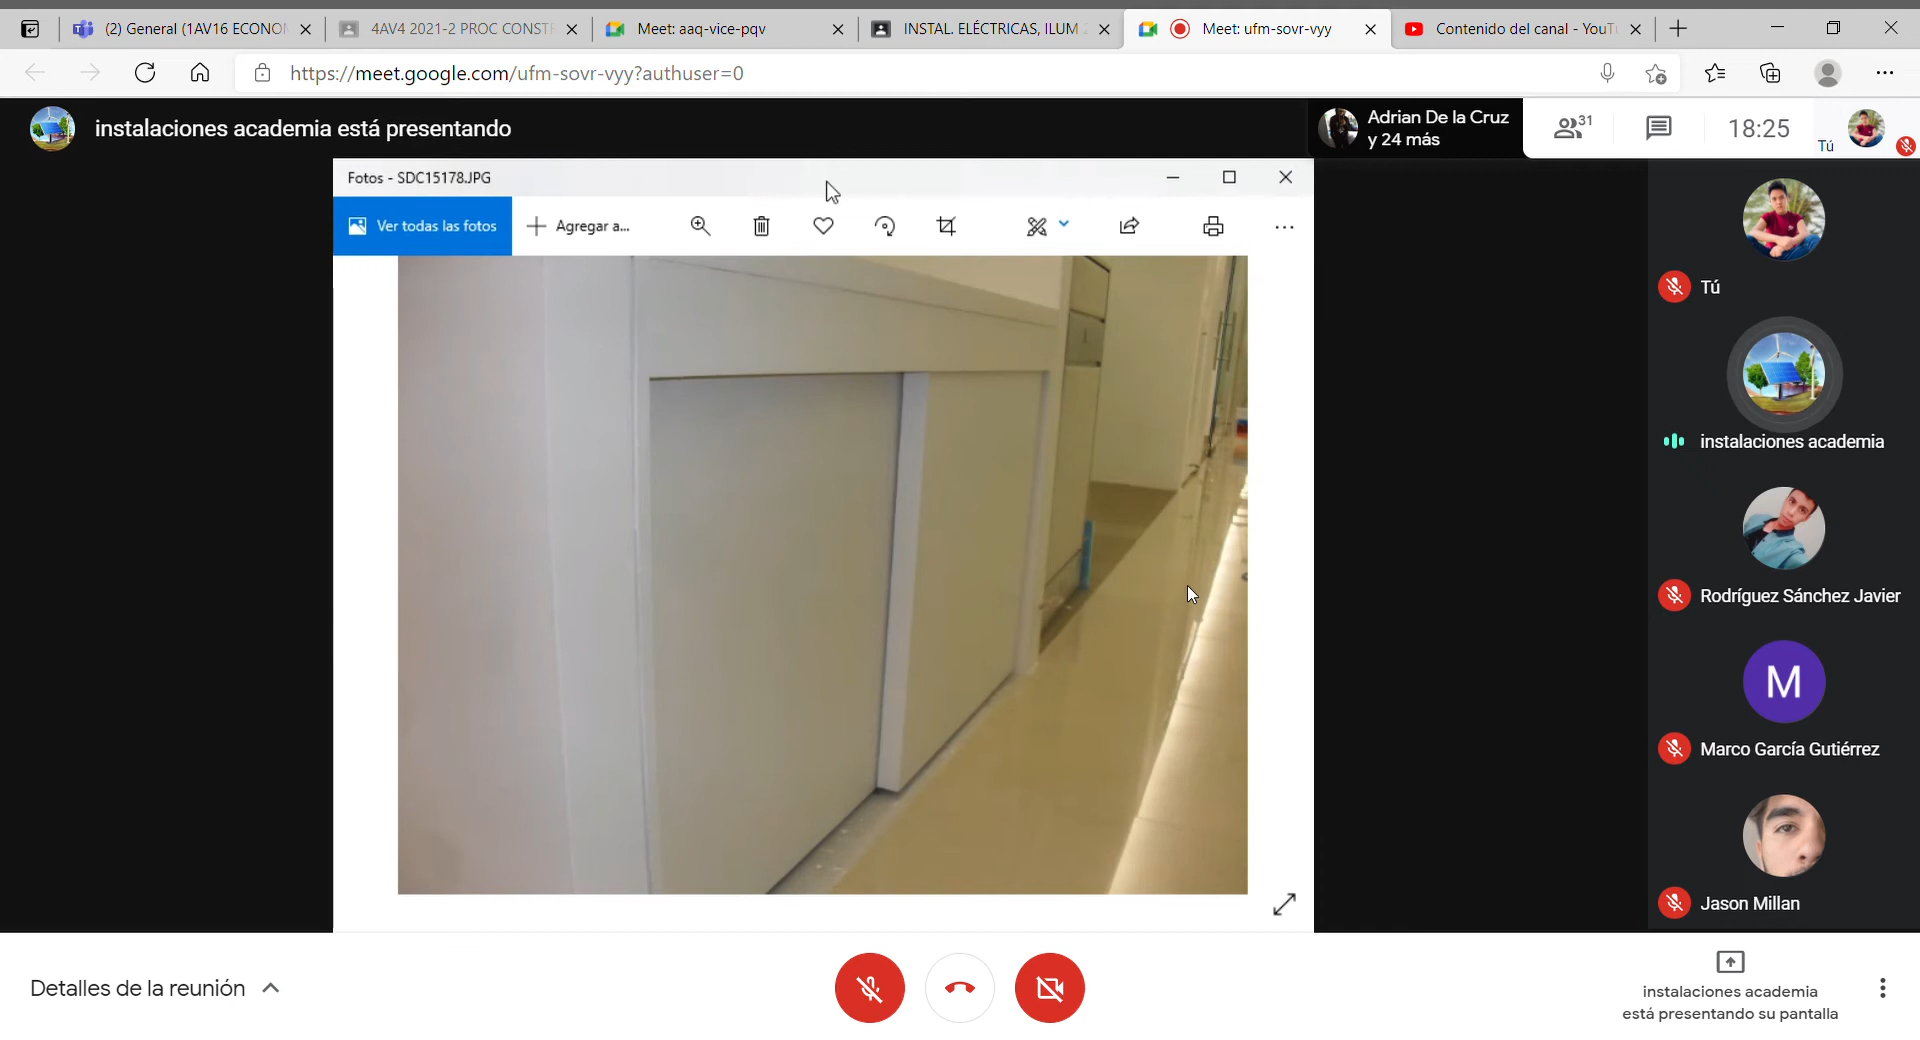 (2) General (1AV16 ECONO
4AV4 2021-2 PROC CONST
Meet: aaq-vice-pqv
INSTAL. ELÉCTRICAS, ILUM
Meet: ufm-sovr-vyy
Contenido del canal - YouT
https://meet.google.com/ufm-sovr-vyy?authuser=0
instalaciones academia está presentando
Adrian De la Cruz
y 24 más
31
18:25
Tú
Fotos - SDC15178.JPG
Ver todas las fotos
Agregar a...
Tú
instalaciones academia
Rodríguez Sánchez Javier
M
Marco García Gutiérrez
Jason Millan
Detalles de la reunión
instalaciones academia
está presentando su pantalla